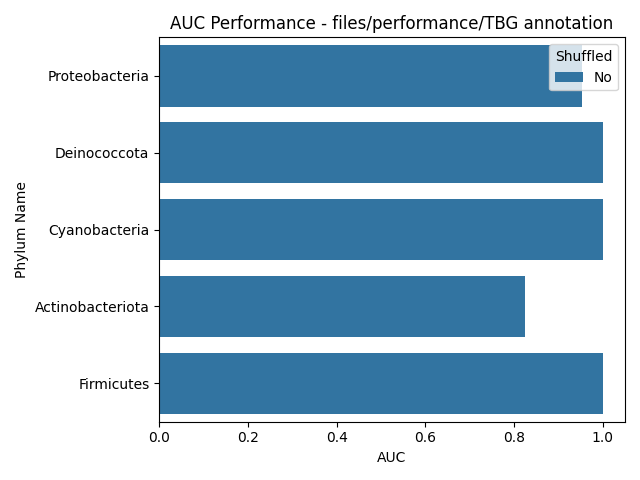 AUC Performance - files/performance/TBG annotation
Shuffled
No
Phylum Name
Proteobacteria
Deinococcota
Cyanobacteria
Actinobacteriota
Firmicutes
0.0 0.2 0.4 0.6 0.8 1.0
AUC